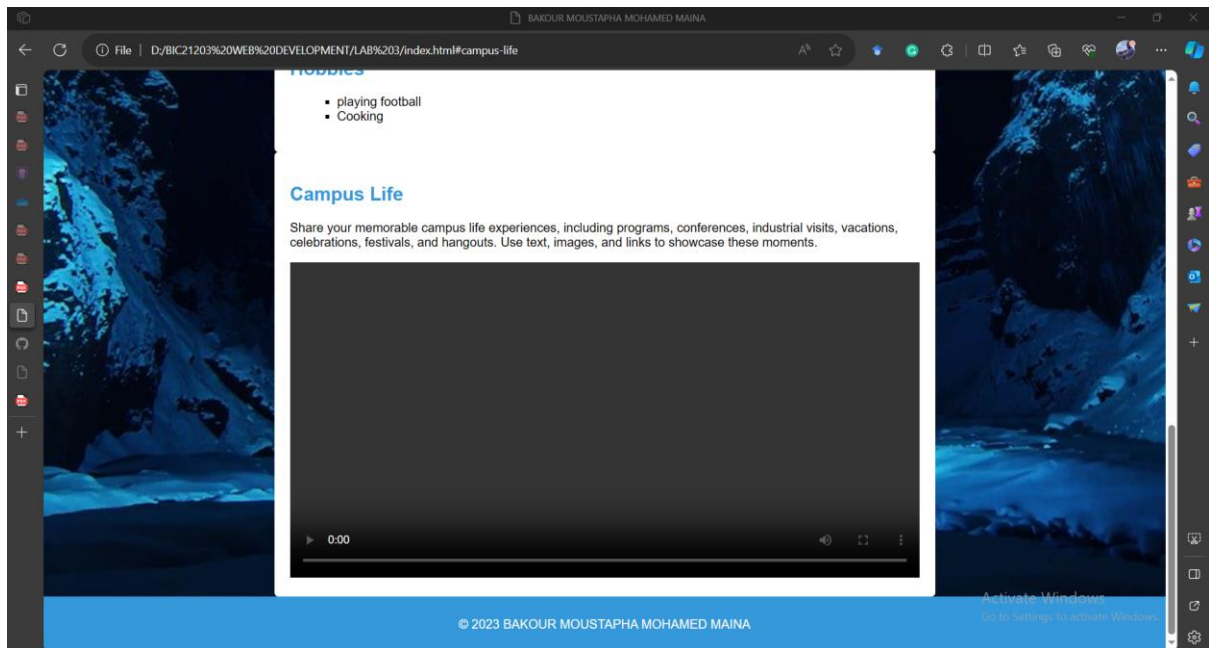 BAKOUR MOUSTAPHA MOHAMED MAINA
File | D:/BIC21203%20WEB%20DEVELOPMENT/LAB%203/index.html#campus-life
Hobbies
playing football
Cooking
Campus Life
Share your memorable campus life experiences, including programs, conferences, industrial visits, vacations,
celebrations, festivals, and hangouts. Use text, images, and links to showcase these moments.
0:00
Activate Windows
Go to Settings to activate Windows.
© 2023 BAKOUR MOUSTAPHA MOHAMED MAINA